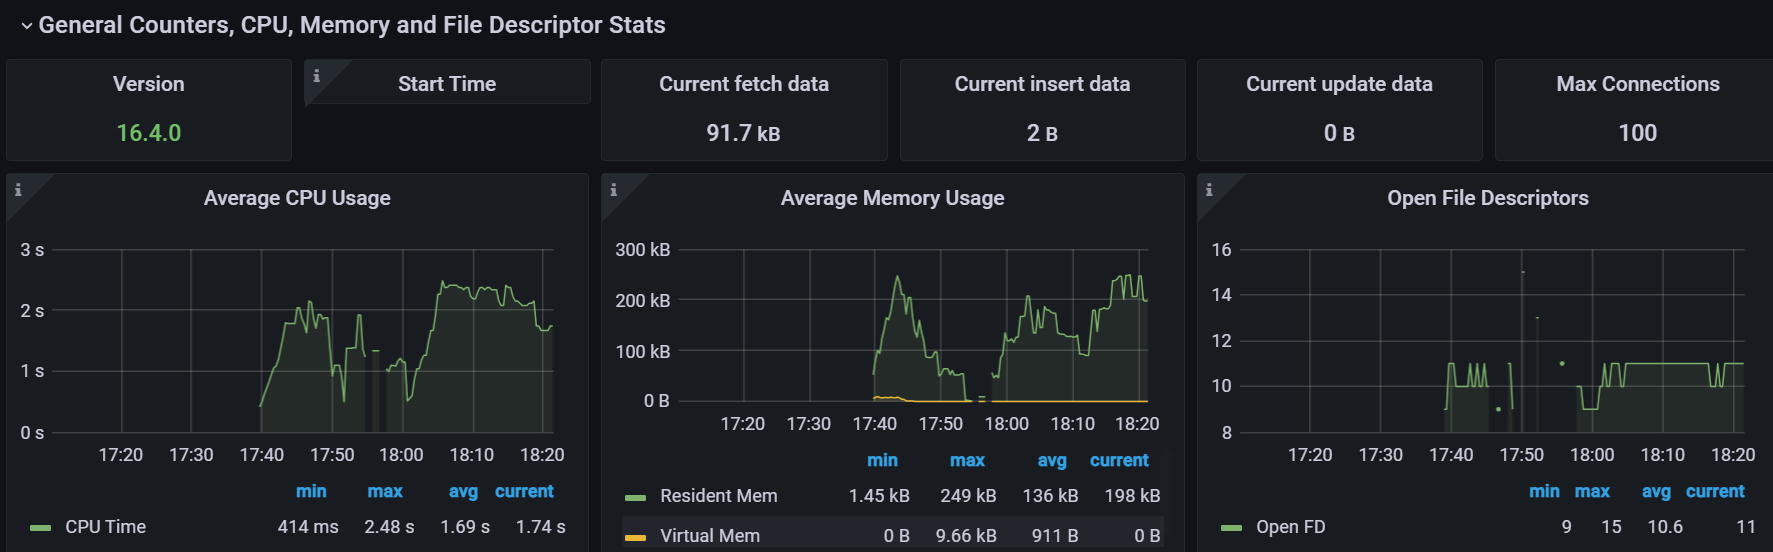 General Counters, CPU, Memory and File Descriptor Stats
Version
16.4.0
Start Time
Current fetch data
91.7 kB
Current insert data
2 B
Current update data
0 B
Max Connections
100
Average CPU Usage
3 s
2 s
1 s
0 s
17:20 17:30 17:40 17:50 18:00 18:10 18:20
min max avg current
CPU Time 414 ms 2.48 s 1.69 s 1.74 s
Average Memory Usage
300 kB
200 kB
100 kB
0 B
17:20 17:30 17:40 17:50 18:00 18:10 18:20
min max avg current
Resident Mem 1.45 kB 249 kB 136 kB 198 kB
Virtual Mem 0 B 9.66 kB 911 B 0 B
Open File Descriptors
16
14
12
10
8
17:20 17:30 17:40 17:50 18:00 18:10 18:20
min max avg current
Open FD 9 15 10.6 11